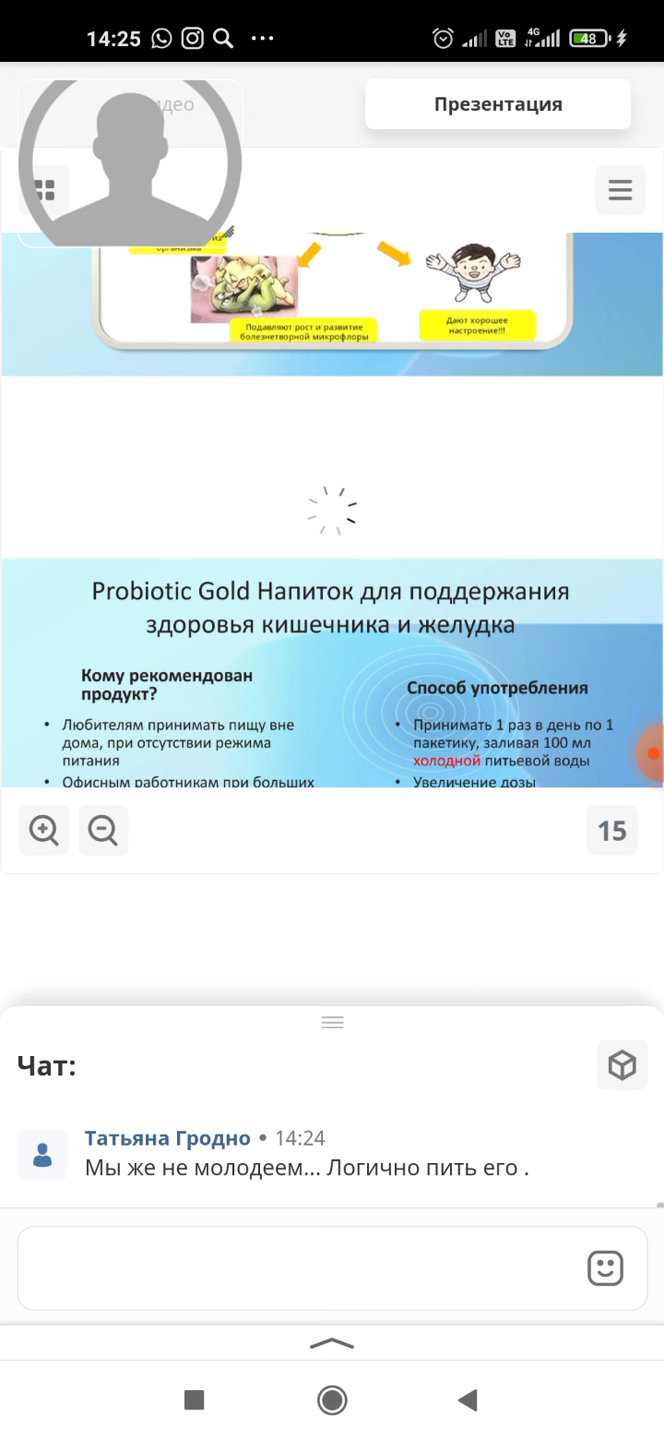 14:25
Vo LTE
4G
48
идео
Презентация
организма
Подавляют рост и развитие
болезнетворной микрофлоры
Дают хорошее
настроение!!!
Probiotic Gold Напиток для поддержания
здоровья кишечника и желудка
Кому рекомендован
продукт?
• Любителям принимать пищу вне
дома, при отсутствии режима
питания
• Офисным работникам при больших
Способ употребления
• Принимать 1 раз в день по 1
пакетику, заливая 100 мл
холодной питьевой воды
• Увеличение дозы
15
Чат:
Татьяна Гродно • 14:24
Мы же не молодеем... Логично пить его .